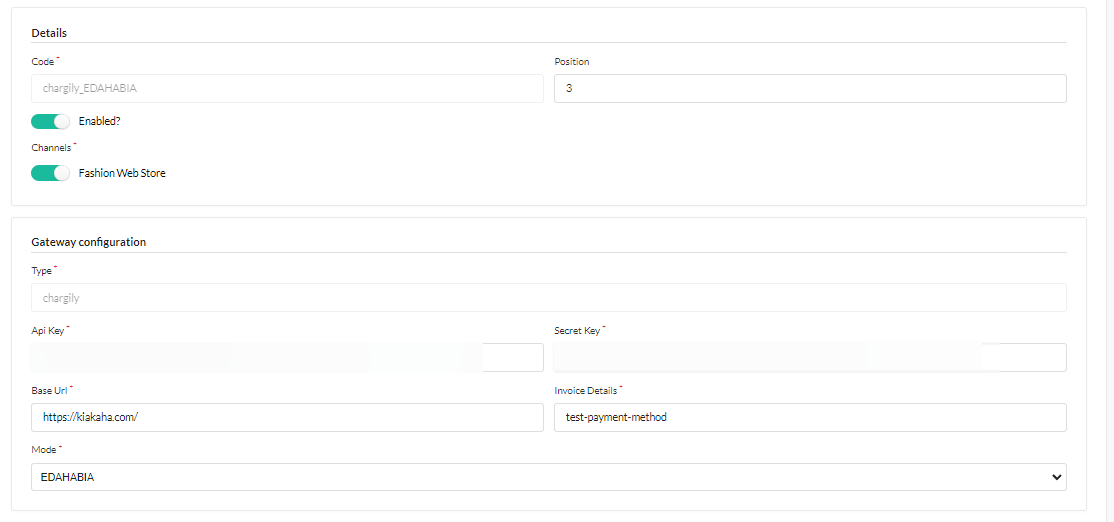 Details
Code *
Position
chargily_EDAHABIA
3
Enabled?
Channels *
Fashion Web Store
Gateway configuration
Type *
chargily
Api Key *
Secret Key *
Base Url *
Invoice Details *
https://kiakaha.com/
test-payment-method
Mode *
EDAHABIA